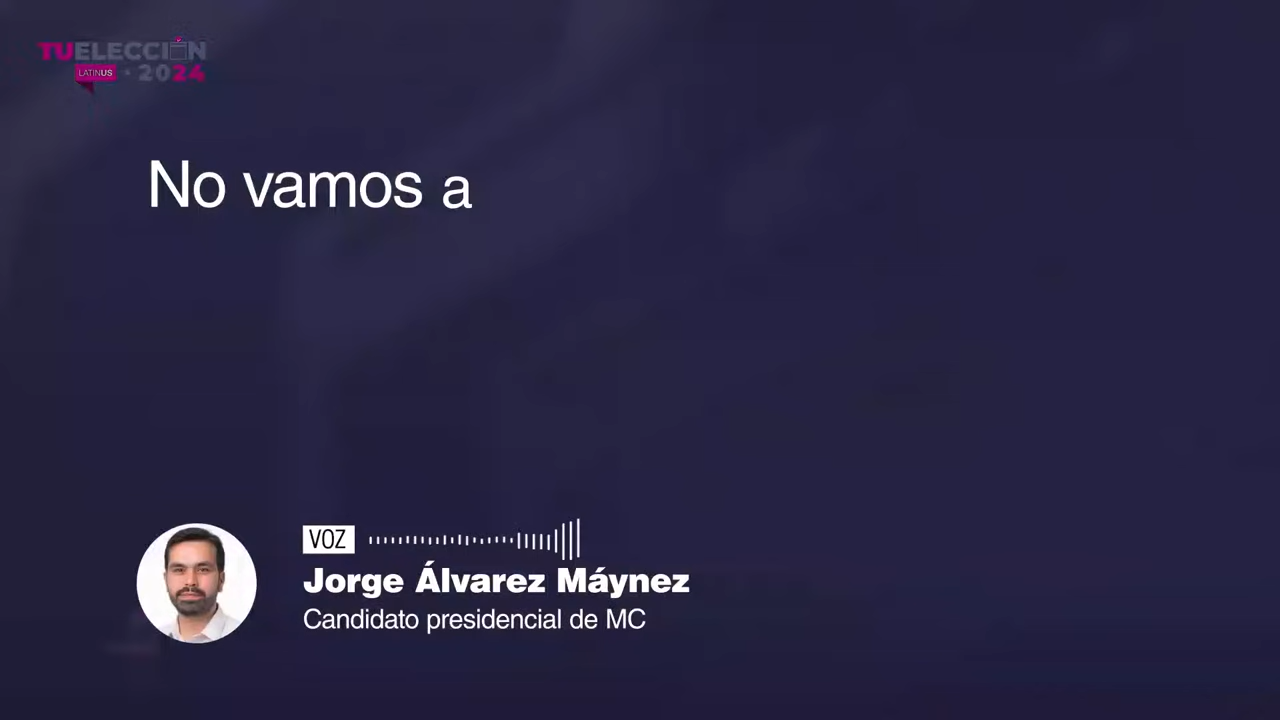 TUELECCIÓN
LATINUS • 2024
No vamos a
VOZ
Jorge Álvarez Máynez
Candidato presidencial de MC